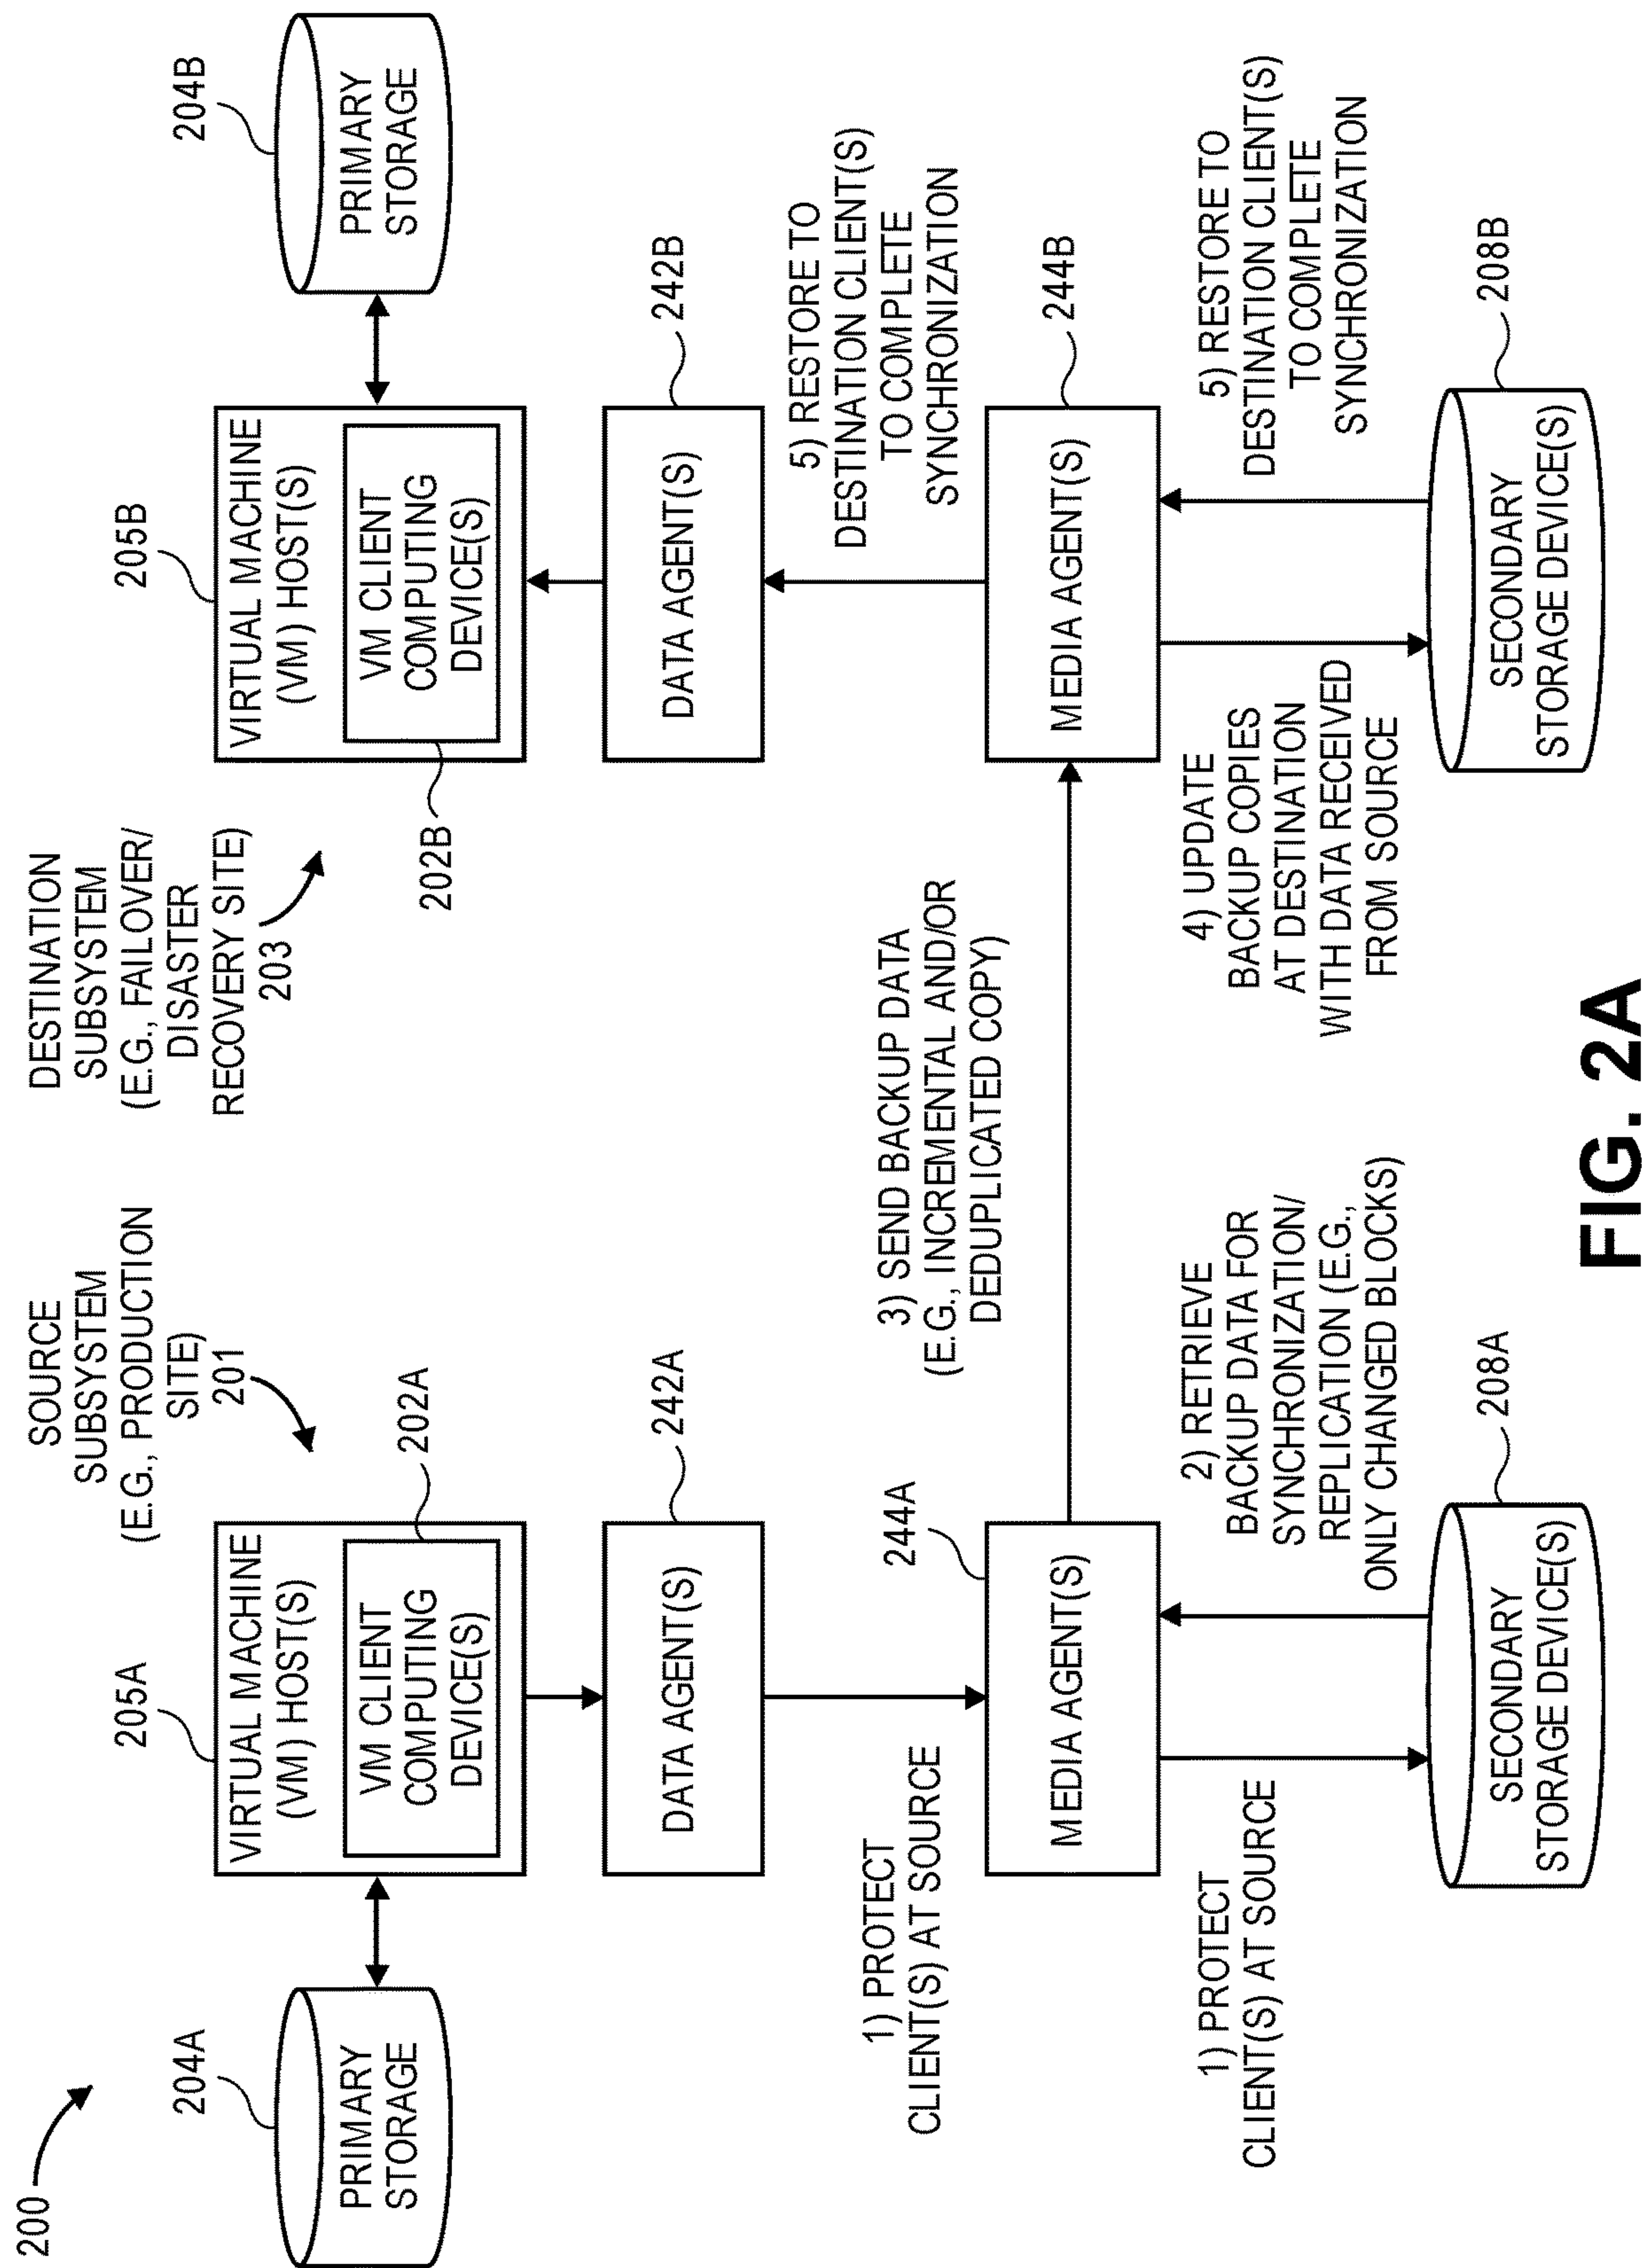 200
SOURCE
SUBSYSTEM
(E.G., PRODUCTION
SITE)
201
DESTINATION
SUBSYSTEM
(E.G., FAILOVER/
DISASTER
RECOVERY SITE)
203
204A
PRIMARY
STORAGE
205A
VIRTUAL MACHINE
(VM) HOST(S)
VM CLIENT
COMPUTING
DEVICE(S)
202A
205B
VIRTUAL MACHINE
(VM) HOST(S)
VM CLIENT
COMPUTING
DEVICE(S)
202B
204B
PRIMARY
STORAGE
DATA AGENT(S)
242A
DATA AGENT(S)
242B
1) PROTECT
CLIENT(S) AT SOURCE
3) SEND BACKUP DATA
(E.G., INCREMENTAL AND/OR
DEDUPLICATED COPY)
5) RESTORE TO
DESTINATION CLIENT(S)
TO COMPLETE
SYNCHRONIZATION
MEDIA AGENT(S)
244A
MEDIA AGENT(S)
244B
1) PROTECT
CLIENT(S) AT SOURCE
2) RETRIEVE
BACKUP DATA FOR
SYNCHRONIZATION/
REPLICATION (E.G.,
ONLY CHANGED BLOCKS)
4) UPDATE
BACKUP COPIES
AT DESTINATION
WITH DATA RECEIVED
FROM SOURCE
5) RESTORE TO
DESTINATION CLIENT(S)
TO COMPLETE
SYNCHRONIZATION
SECONDARY
STORAGE DEVICE(S)
208A
SECONDARY
STORAGE DEVICE(S)
208B
FIG. 2A